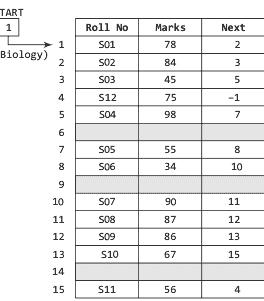 TART
1
Biology)
Roll No Marks Next
1 S01 78 2
2 S02 84 3
3 S03 45 5
4 S12 75 -1
5 S04 98 7
6
7 S05 55 8
8 S06 34 10
9
10 S07 90 11
11 S08 87 12
12 S09 86 13
13 S10 67 15
14
15 S11 56 4